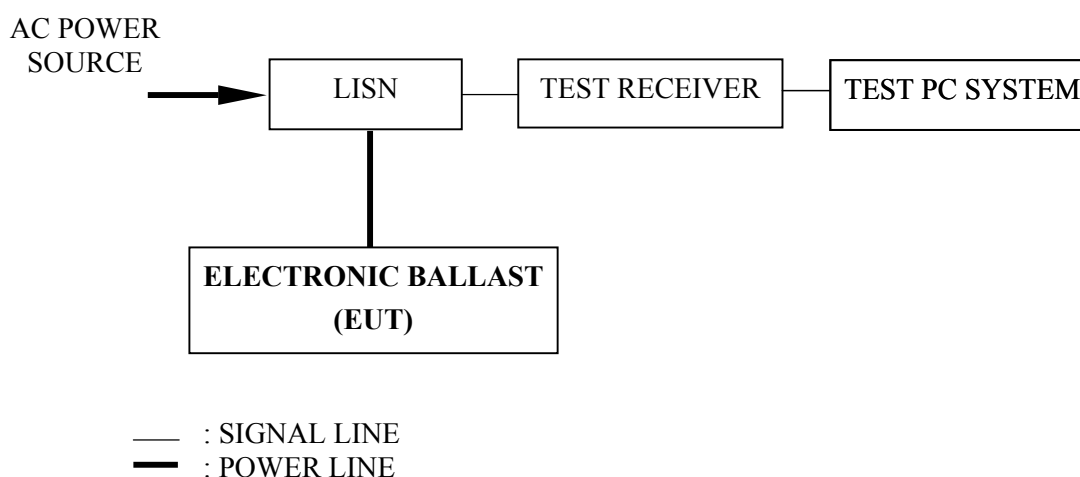 AC POWER
SOURCE
LISN
TEST RECEIVER
TEST PC SYSTEM
ELECTRONIC BALLAST
(EUT)
: SIGNAL LINE
: POWER LINE